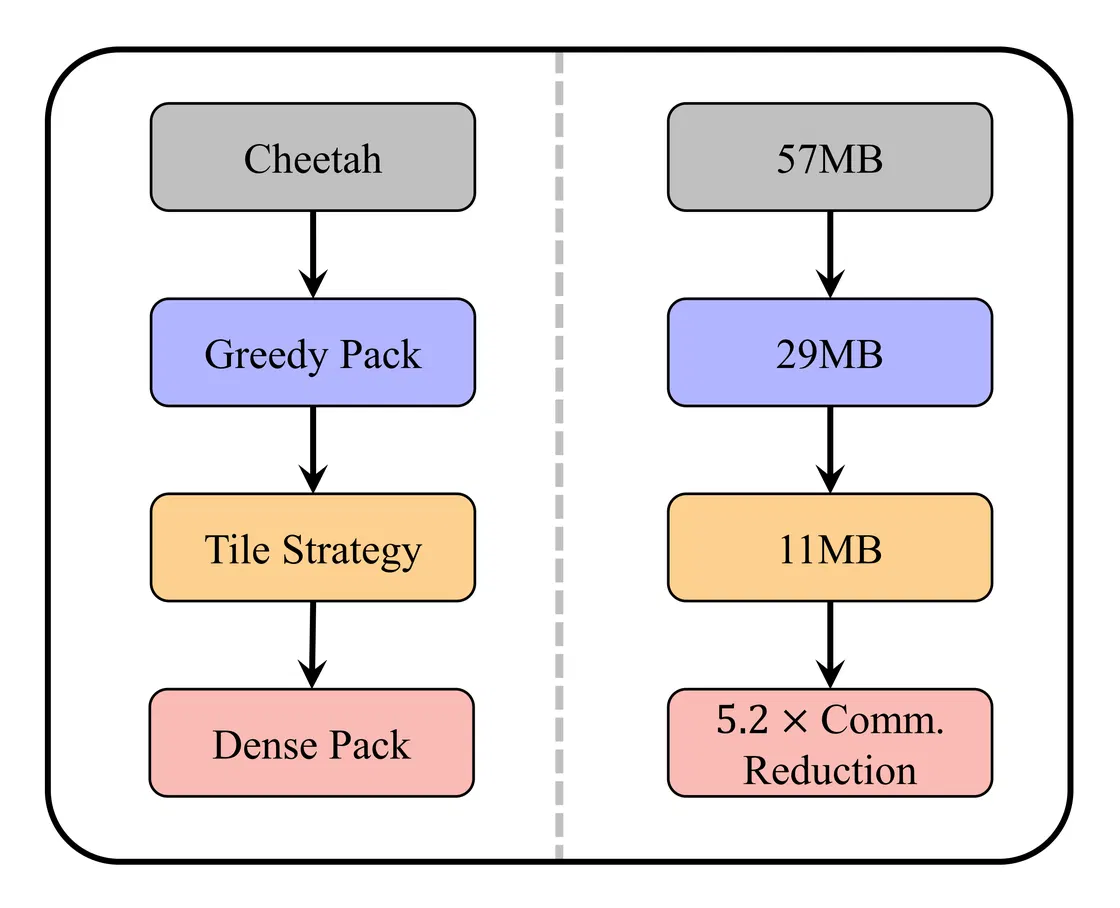 Cheetah
57MB
Greedy Pack
29MB
Tile Strategy
11MB
Dense Pack
5.2 × Comm.
Reduction